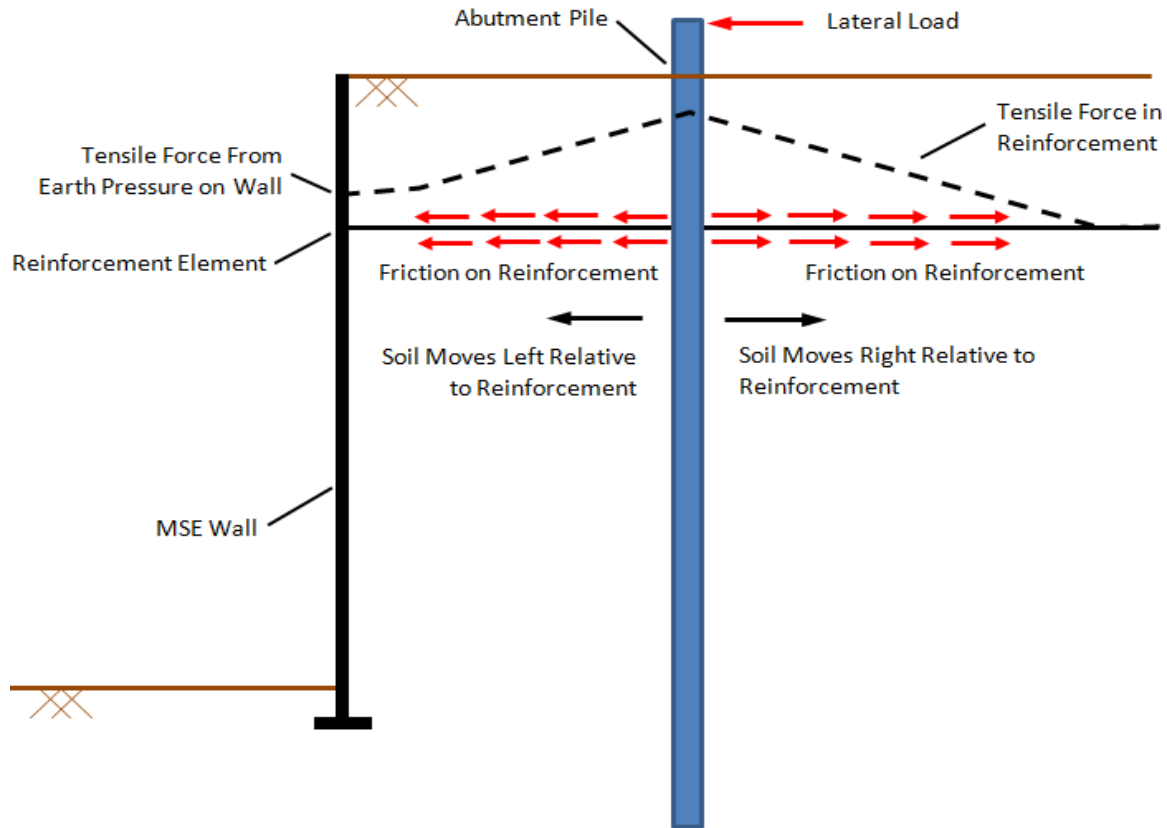 Abutment Pile
Lateral Load
Tensile Force in
Reinforcement
Tensile Force From
Earth Pressure on Wall
Reinforcement Element
Friction on Reinforcement
Friction on Reinforcement
Soil Moves Left Relative
to Reinforcement
Soil Moves Right Relative to
Reinforcement
MSE Wall